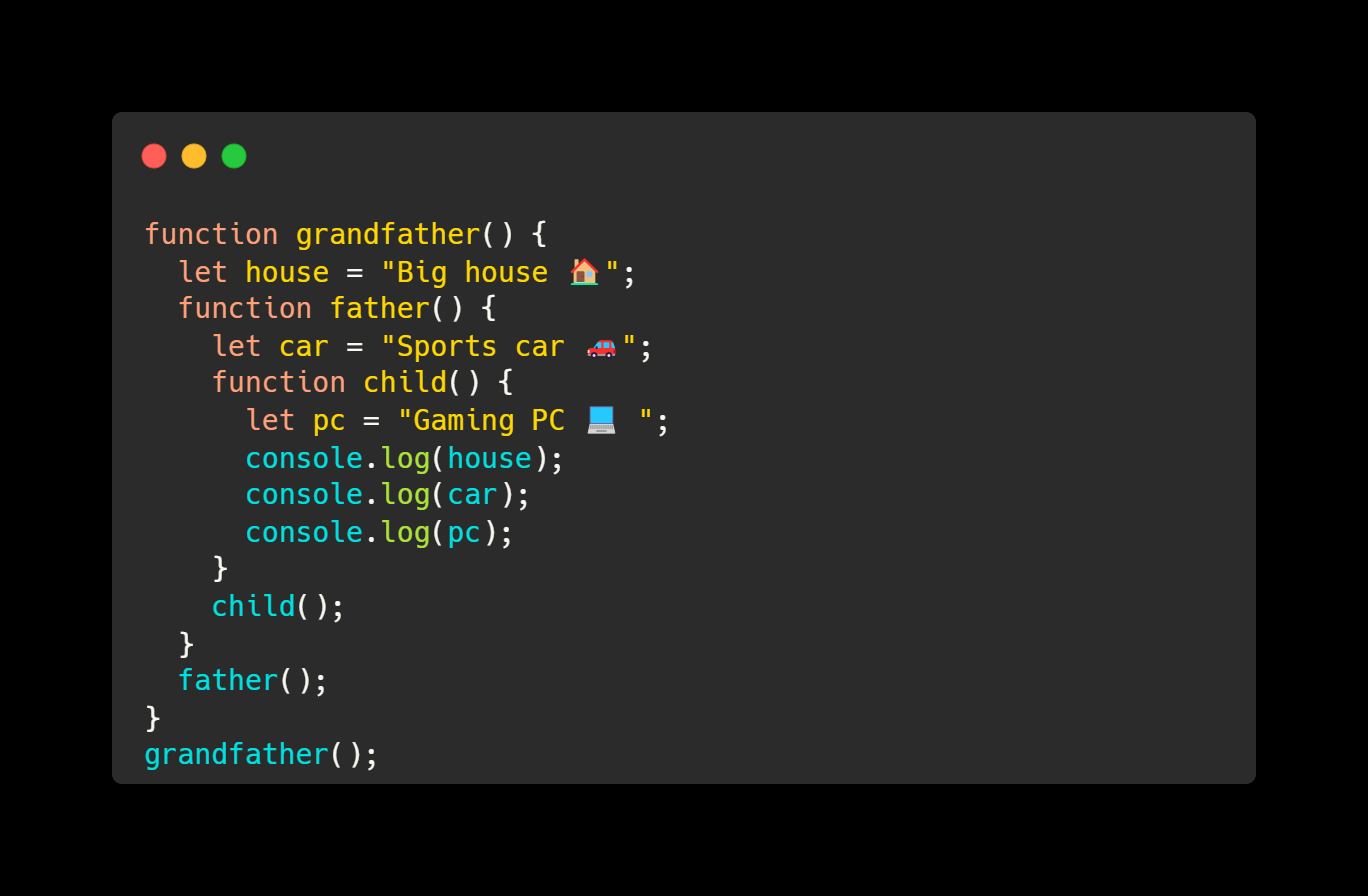 function grandfather() {
  let house = "Big house 🏠";
  function father() {
    let car = "Sports car 🚗";
    function child() {
      let pc = "Gaming PC 💻 ";
      console.log(house);
      console.log(car);
      console.log(pc);
    }
    child();
  }
  father();
}
grandfather();